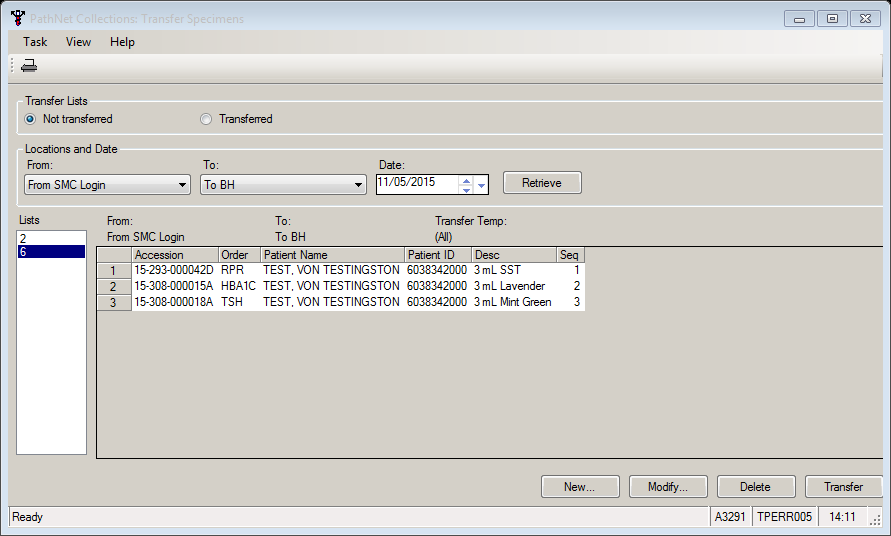 PathNet Collections: Transfer Specimens
Task View Help
Transfer Lists
Not transferred Transferred
Locations and Date
From: To: Date:
From SMC Login To BH 11/05/2015 Retrieve
Lists From: To: Transfer Temp:
From SMC Login To BH (All)
2
6
Accession Order Patient Name Patient ID Desc Seq
1 15-293-000042D RPR TEST, VON TESTINGSTON 6038342000 3 mL SST 1
2 15-308-000015A HBA1C TEST, VON TESTINGSTON 6038342000 3 mL Lavender 2
3 15-308-000018A TSH TEST, VON TESTINGSTON 6038342000 3 mL Mint Green 3
New... Modify... Delete Transfer
Ready A3291 TPERR005 14:11